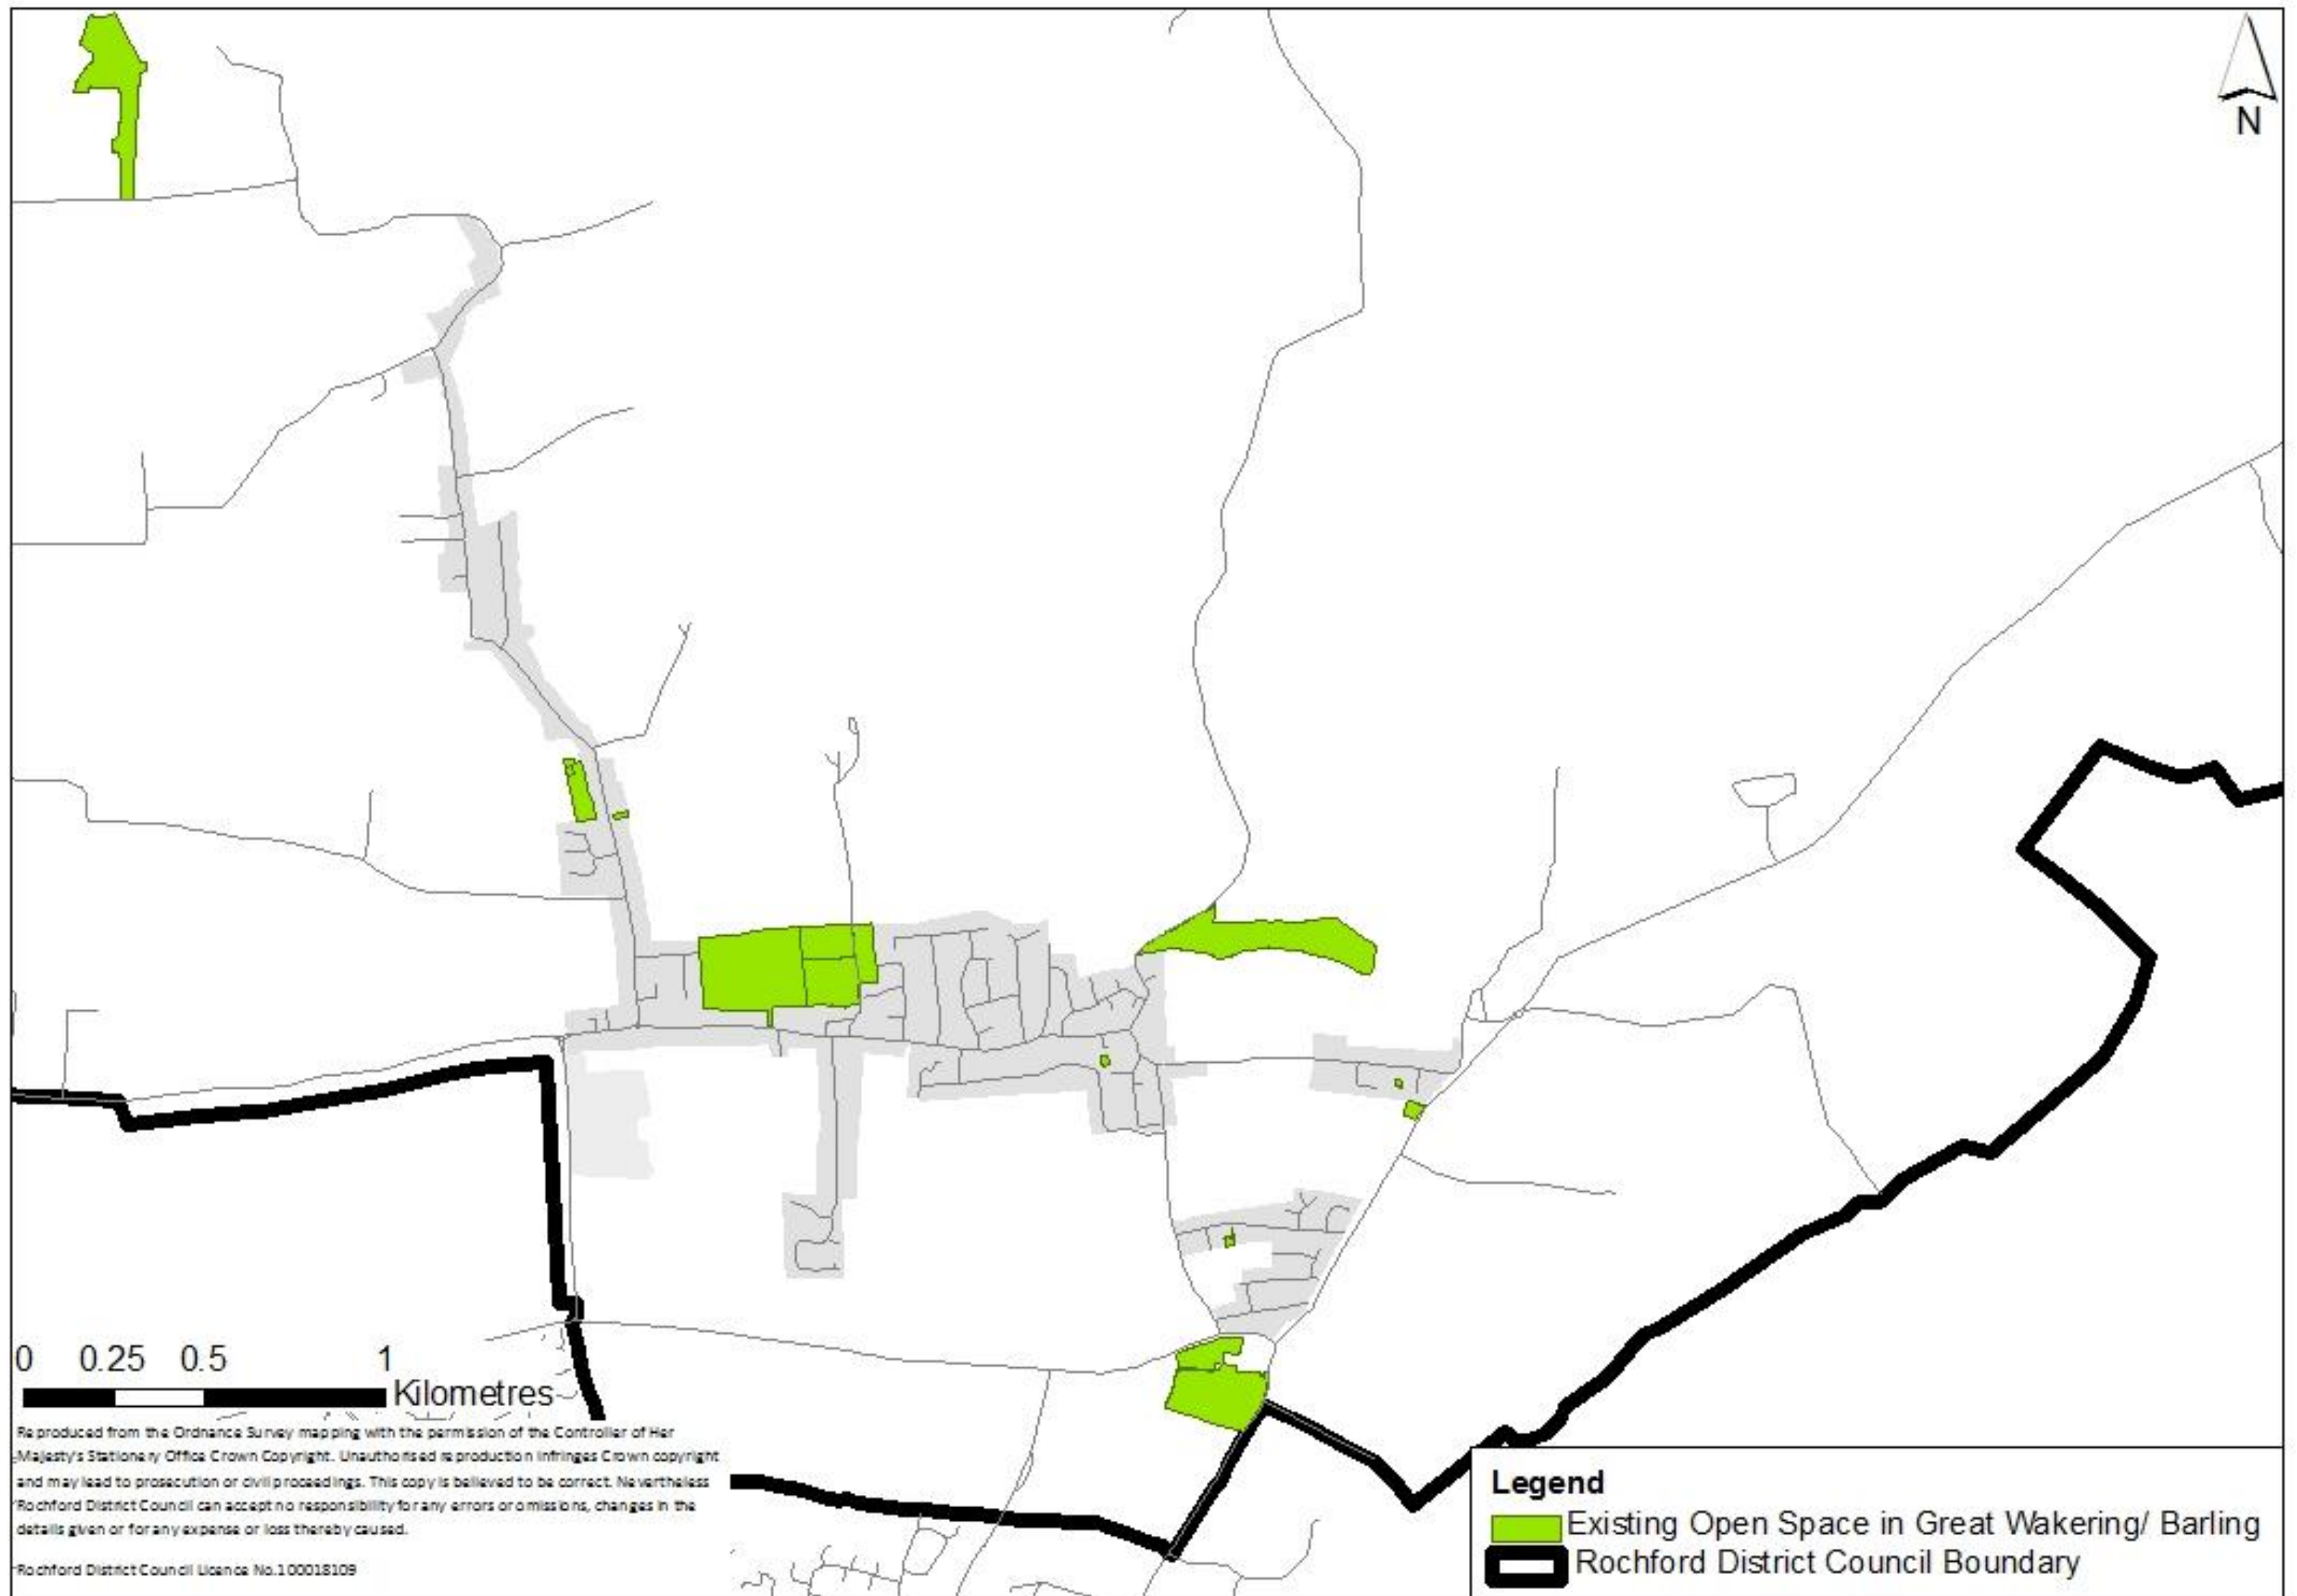 N
0 0.25 0.5 1
Kilometres
Reproduced from the Ordnance Survey mapping with the permission of the Controller of Her
Majesty's Stationery Office Crown Copyright. Unauthorised reproduction infringes Crown copyright
and may lead to prosecution or civil proceedings. This copy is believed to be correct. Nevertheless
Rochford District Council can accept no responsibility for any errors or omissions, changes in the
details given or for any expense or loss thereby caused.
Rochford District Council Licence No.100018109
Legend
Existing Open Space in Great Wakering/ Barling
Rochford District Council Boundary